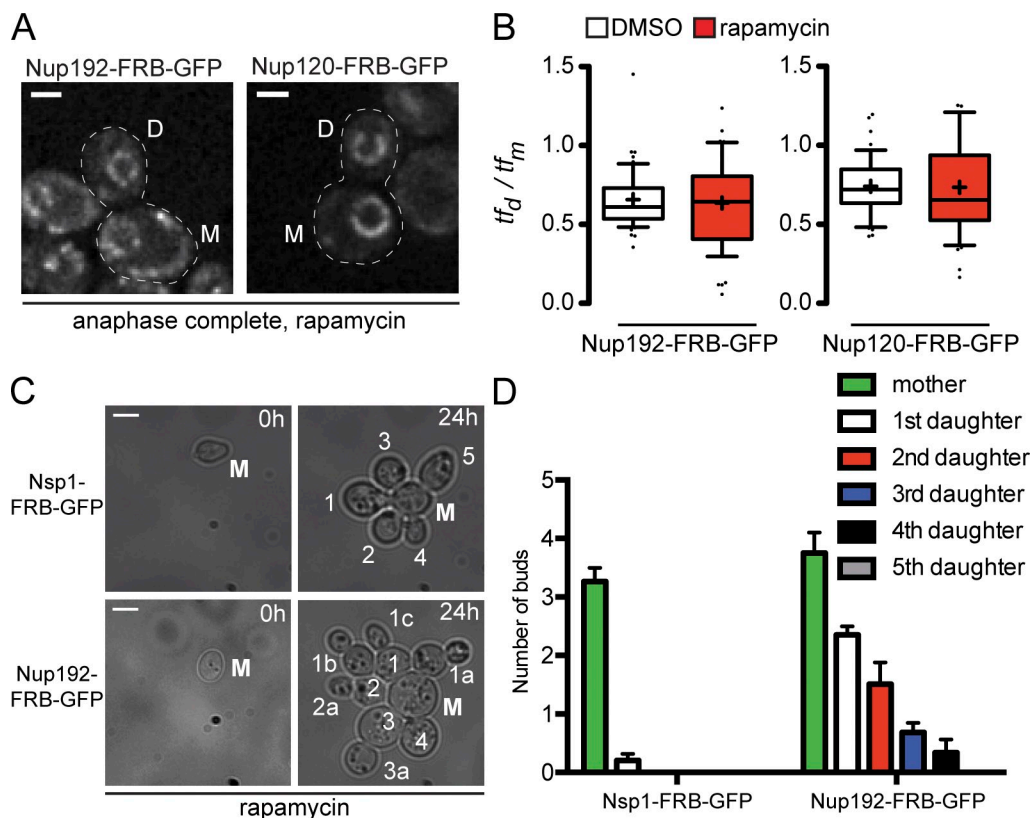 A
Nup192-FRB-GFP
Nup120-FRB-GFP
D
M
D
M
anaphase complete, rapamycin
B
DMSO
rapamycin
tf_d / tf_m
1.5
1.0
0.5
0.0
1.5
1.0
0.5
0.0
Nup192-FRB-GFP
Nup120-FRB-GFP
C
0h
24h
Nsp1-
FRB-GFP
M
3
5
1
M
2
4
0h
24h
Nup192-
FRB-GFP
M
1c
1b
1
1a
2a
2
M
3
4
3a
rapamycin
D
mother
1st daughter
2nd daughter
3rd daughter
4th daughter
5th daughter
Number of buds
5
4
3
2
1
0
Nsp1-FRB-GFP
Nup192-FRB-GFP